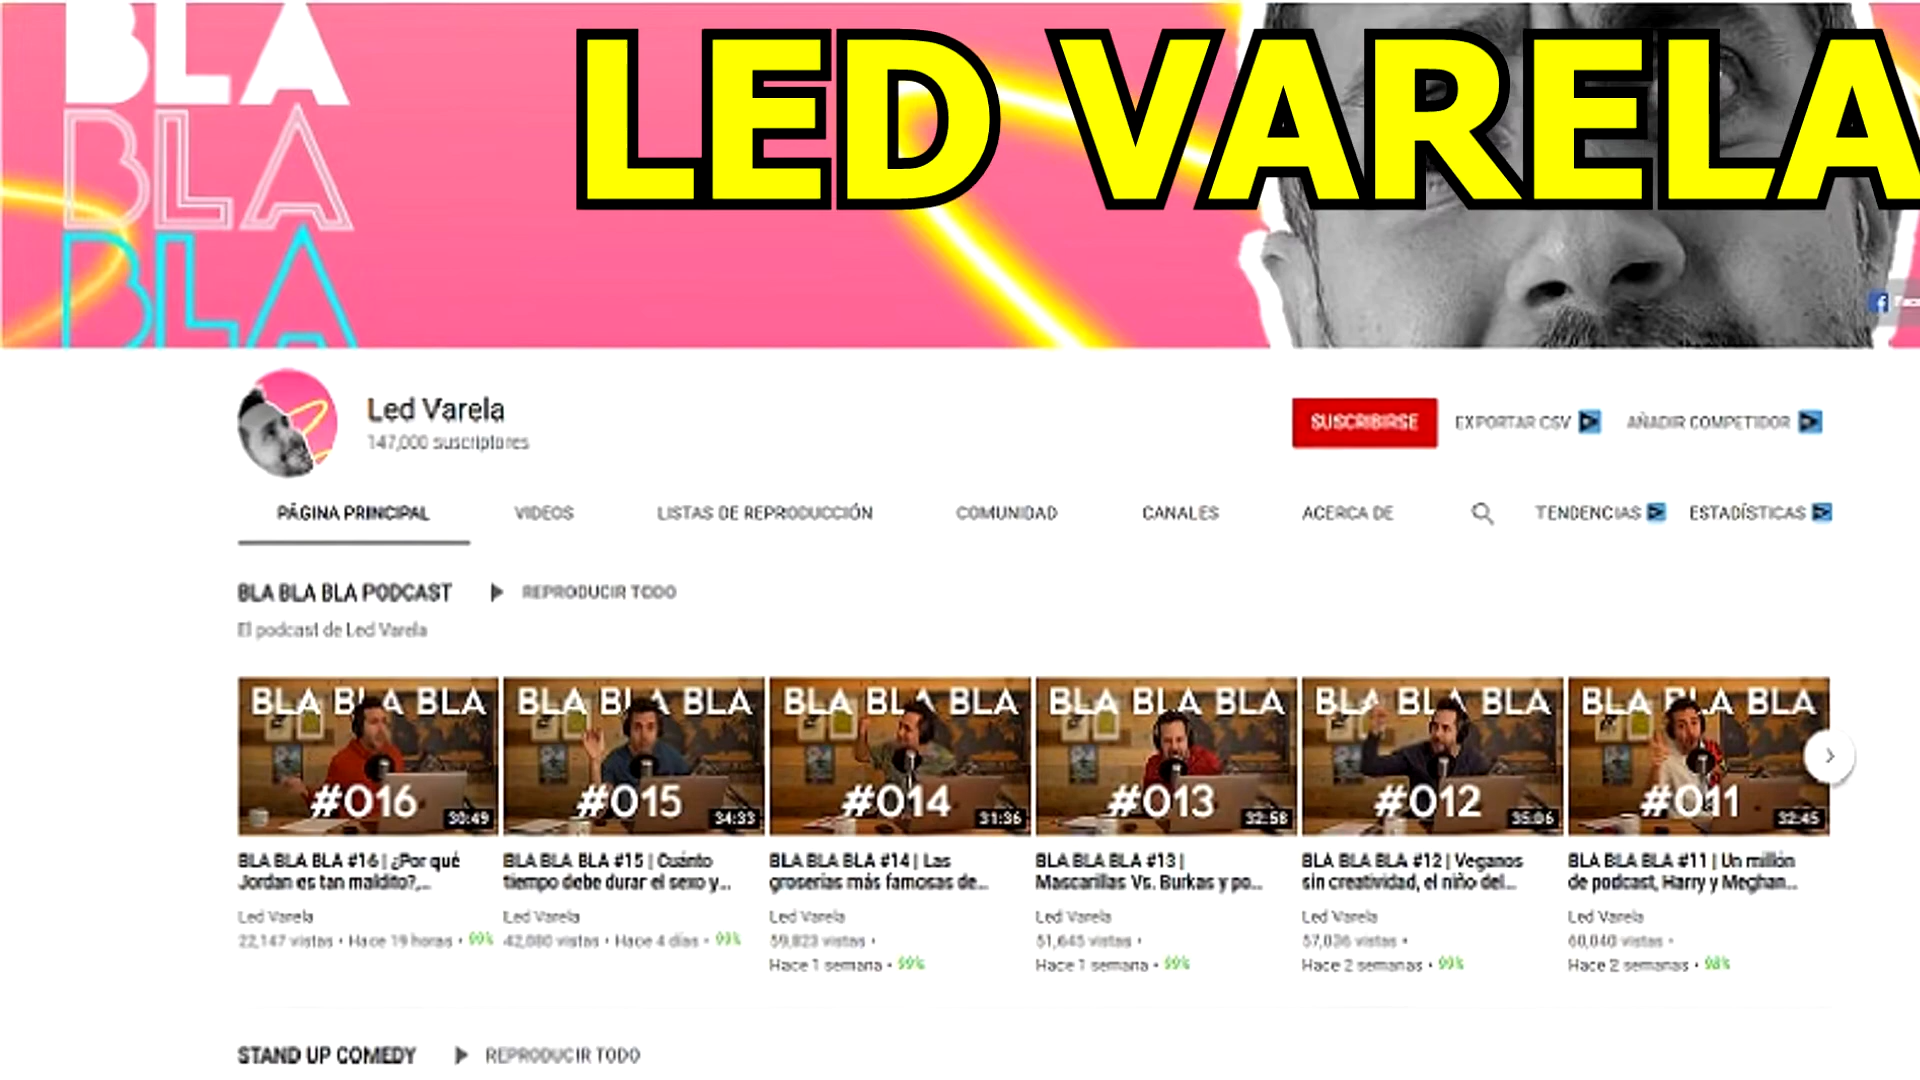 BLA
BLA
BLA
LED VARELA
Led Varela
147,000 suscriptores
SUSCRIBIRSE
EXPORTAR CSV
AÑADIR COMPETIDOR
PÁGINA PRINCIPAL
VIDEOS
LISTAS DE REPRODUCCIÓN
COMUNIDAD
CANALES
ACERCA DE
TENDENCIAS
ESTADÍSTICAS
BLA BLA BLA PODCAST
REPRODUCIR TODO
El podcast de Led Varela
BLA BLA BLA
#016
30:49
BLA BLA BLA
#015
34:33
BLA BLA BLA
#014
31:36
BLA BLA BLA
#013
32:58
BLA BLA BLA
#012
35:06
BLA BLA BLA
#011
32:45
BLA BLA BLA #16 | ¿Por qué
Jordan es tan maldito?,...
Led Varela
22,147 vistas • Hace 19 horas • 99%
BLA BLA BLA #15 | Cuánto
tiempo debe durar el sexo y...
Led Varela
42,080 vistas • Hace 4 días • 99%
BLA BLA BLA #14 | Las
groserías más famosas de...
Led Varela
59,823 vistas •
Hace 1 semana • 99%
BLA BLA BLA #13 |
Mascarillas Vs. Burkas y po...
Led Varela
51,645 vistas •
Hace 1 semana • 99%
BLA BLA BLA #12 | Veganos
sin creatividad, el niño del...
Led Varela
57,036 vistas •
Hace 2 semanas • 99%
BLA BLA BLA #11 | Un millón
de podcast, Harry y Meghan...
Led Varela
60,040 vistas •
Hace 2 semanas • 98%
STAND UP COMEDY
REPRODUCIR TODO